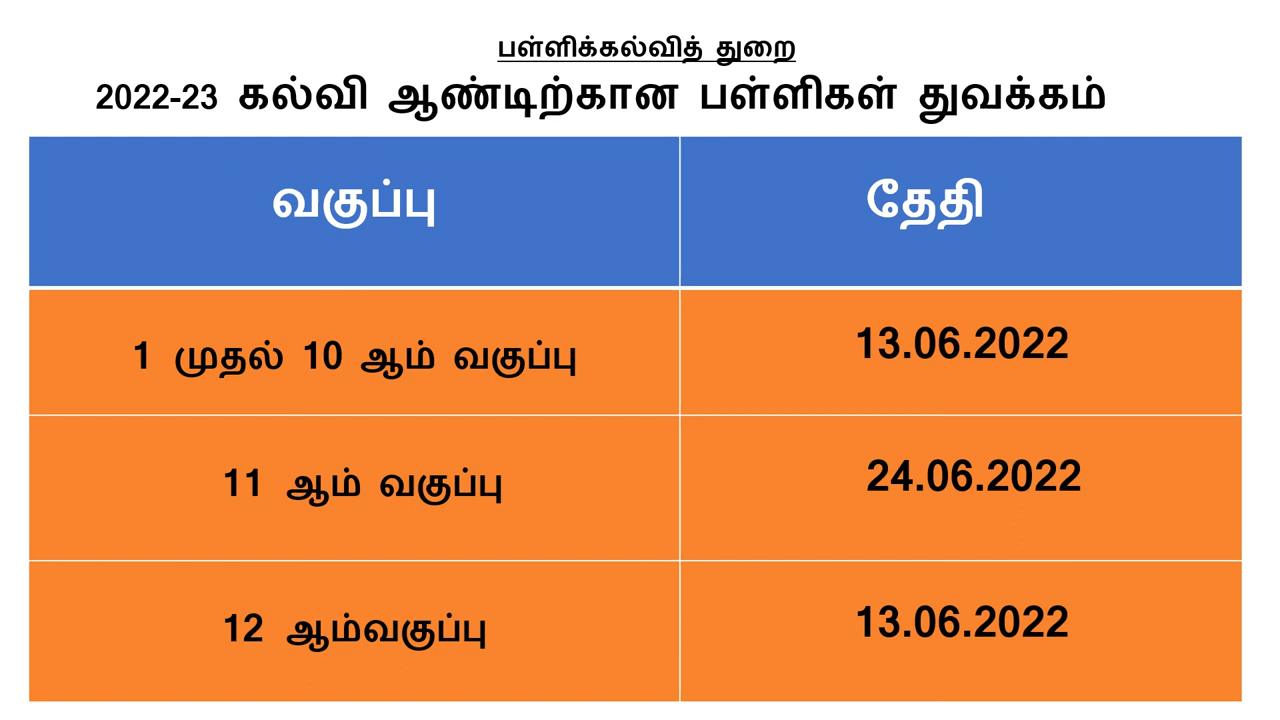 பள்ளிக்கல்வித் துறை
2022-23 கல்வி ஆண்டிற்கான பள்ளிகள் துவக்கம்
வகுப்பு தேதி
1 முதல் 10 ஆம் வகுப்பு 13.06.2022
11 ஆம் வகுப்பு 24.06.2022
12 ஆம்வகுப்பு 13.06.2022